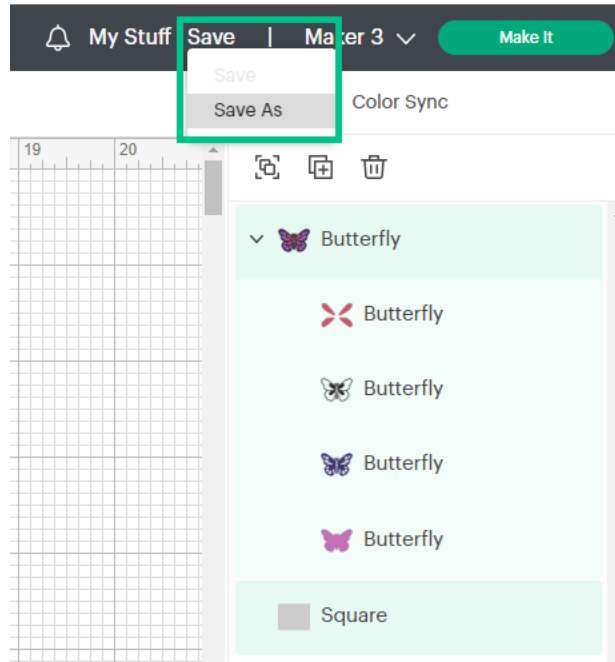 My Stuff Save | Maker 3 Make It
Save
Save As
Color Sync
19 20
Butterfly
Butterfly
Butterfly
Butterfly
Butterfly
Square